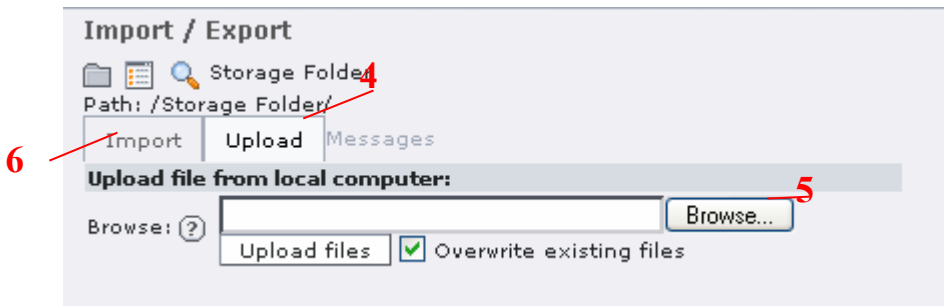 Import / Export
Storage Folder
4
Path: /Storage Folder/
Import Upload Messages
6
Upload file from local computer:
5
Browse: ? Browse...
Upload files Overwrite existing files